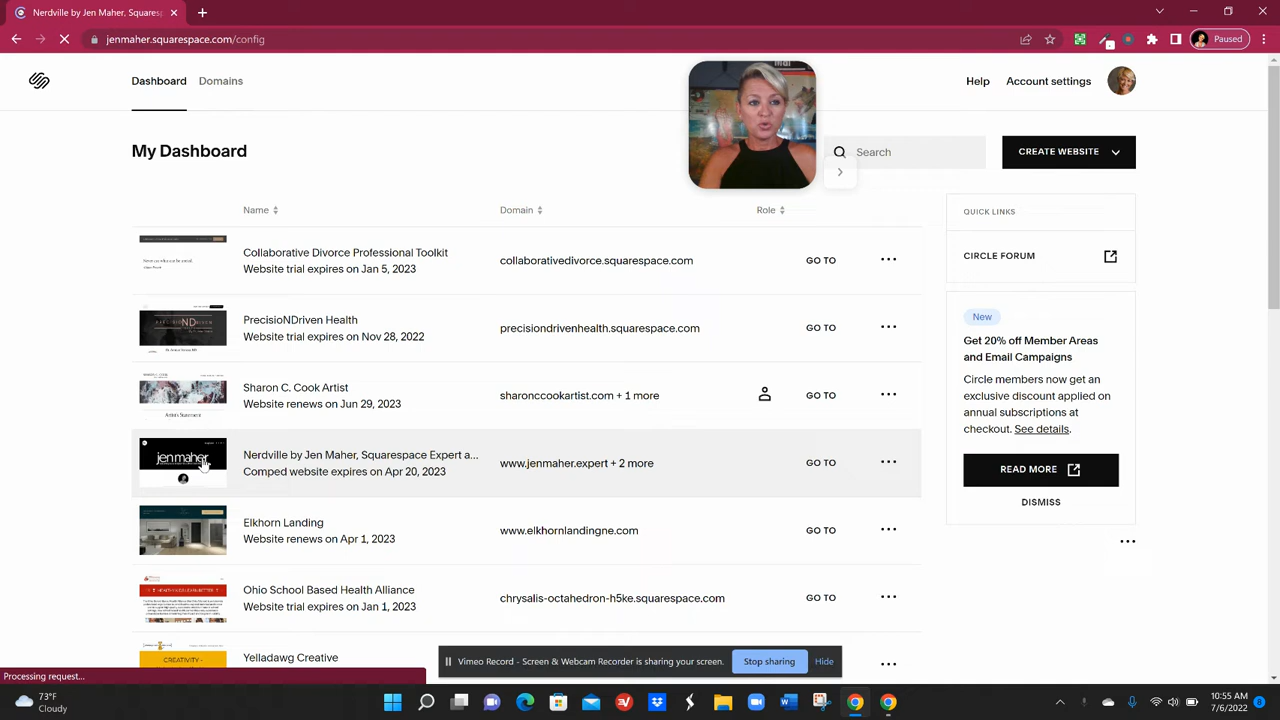 Nerdville by Jen Maher, Squaresp
jenmaher.squarespace.com/config
Paused
Dashboard
Domains
Help
Account settings
My Dashboard
Search
CREATE WEBSITE
Name
Domain
Role
QUICK LINKS
CIRCLE FORUM
Collaborative Divorce Professional Toolkit
Website trial expires on Jan 5, 2023
collaborativedivorce.squarespace.com
GO TO
PrecisioNDriven Health
Website trial expires on Nov 28, 2022
precisiondrivenhealth.squarespace.com
GO TO
Sharon C. Cook Artist
Website renews on Jun 29, 2023
sharonccookartist.com + 1 more
GO TO
Artist's Statement
jen maher
Nerdville by Jen Maher, Squarespace Expert a...
Comped website expires on Apr 20, 2023
www.jenmaher.expert + 2 more
GO TO
Elkhorn Landing
Website renews on Apr 1, 2023
www.elkhornlandingne.com
GO TO
Ohio School Based Health Alliance
Website trial expires on Jan 17, 2023
GO TO
Yelladawg Creative
CREATIVITY -
New
Get 20% off Member Areas
and Email Campaigns
Circle members now get an
exclusive discount applied on
annual subscriptions at
checkout. See details.
READ MORE
DISMISS
Vimeo Record - Screen & Webcam Recorder is sharing your screen.
Stop sharing
Hide
Processing request...
73°F
Cloudy
10:55 AM
7/6/2022